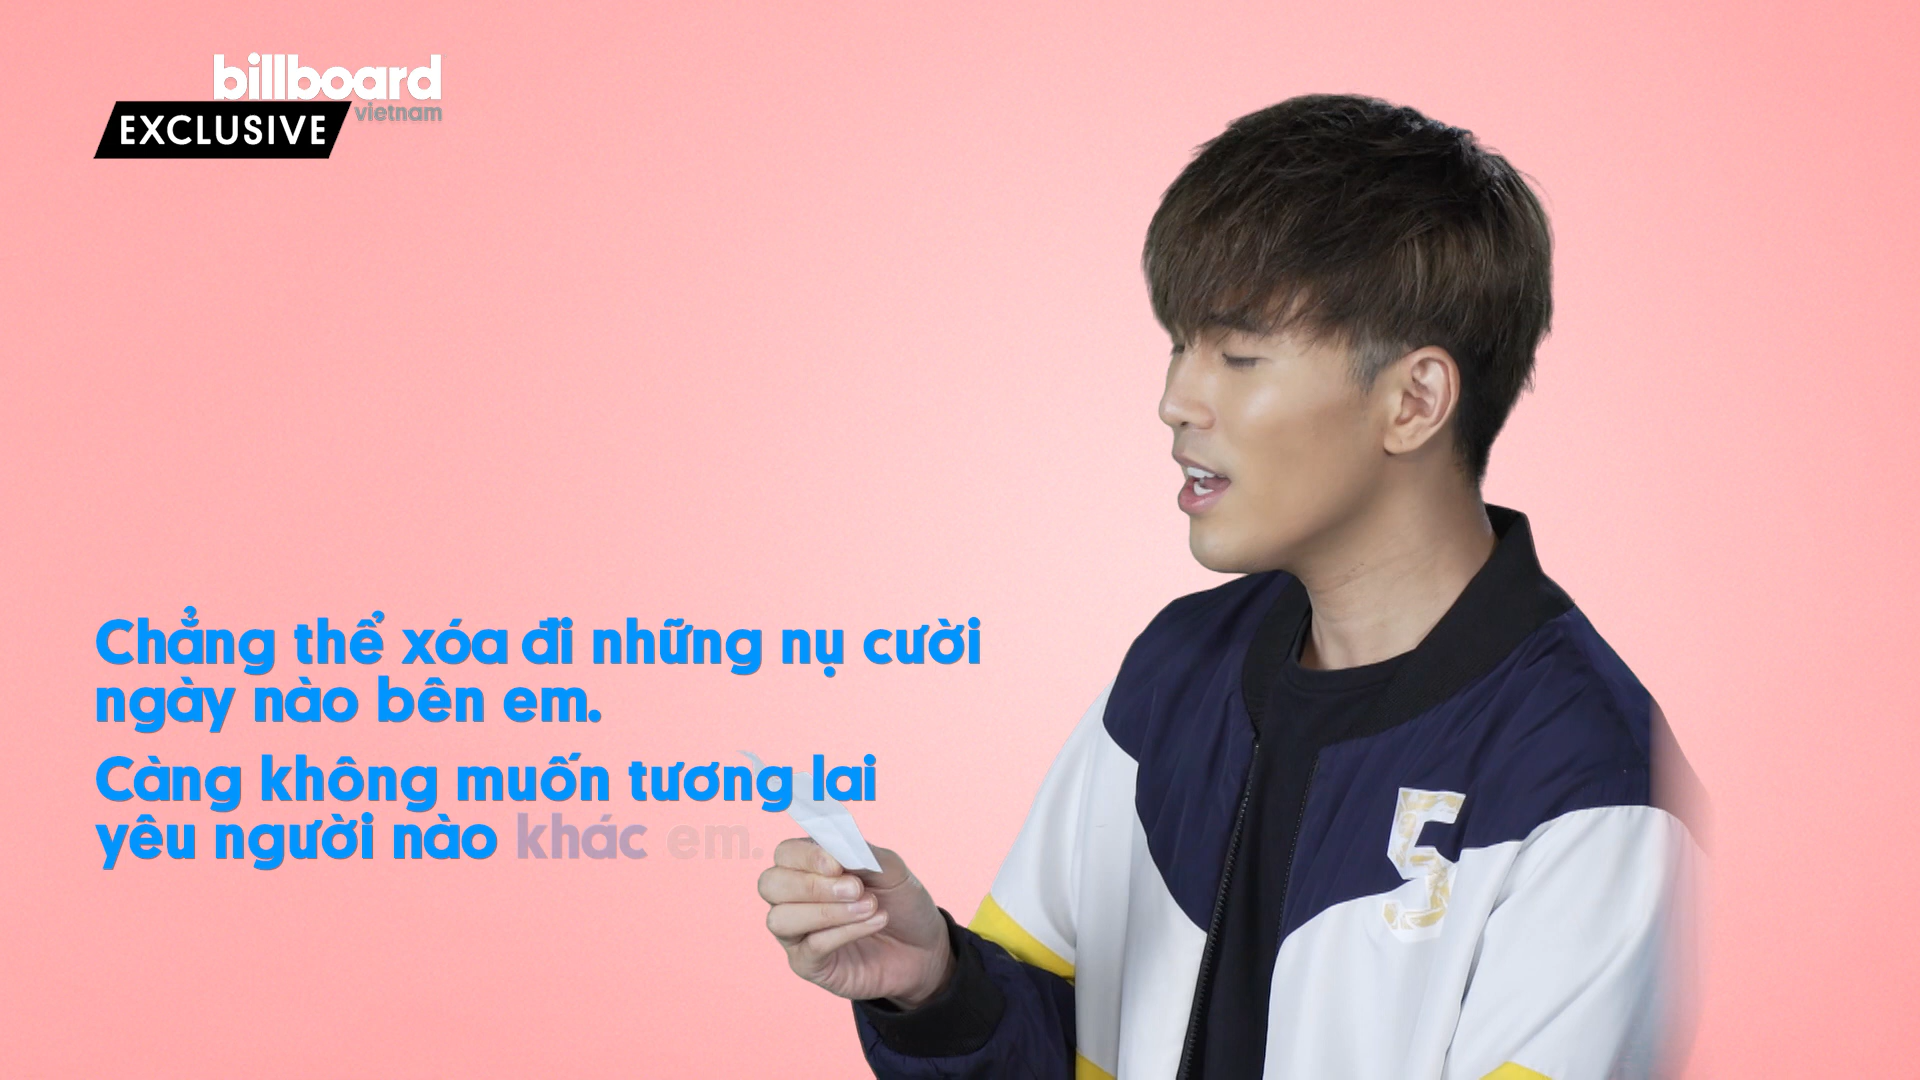 billboard
vietnam
EXCLUSIVE
Chẳng thể xóa đi những nụ cười
ngày nào bên em.
Càng không muốn tương lai
yêu người nào khác em.
5